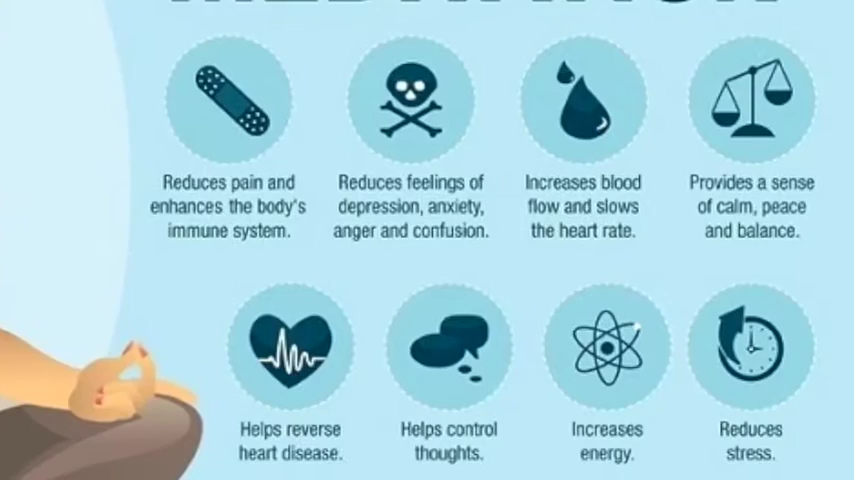 Reduces pain and
enhances the body's
immune system.
Reduces feelings of
depression, anxiety,
anger and confusion.
Increases blood
flow and slows
the heart rate.
Provides a sense
of calm, peace
and balance.
Helps reverse
heart disease.
Helps control
thoughts.
Increases
energy.
Reduces
stress.